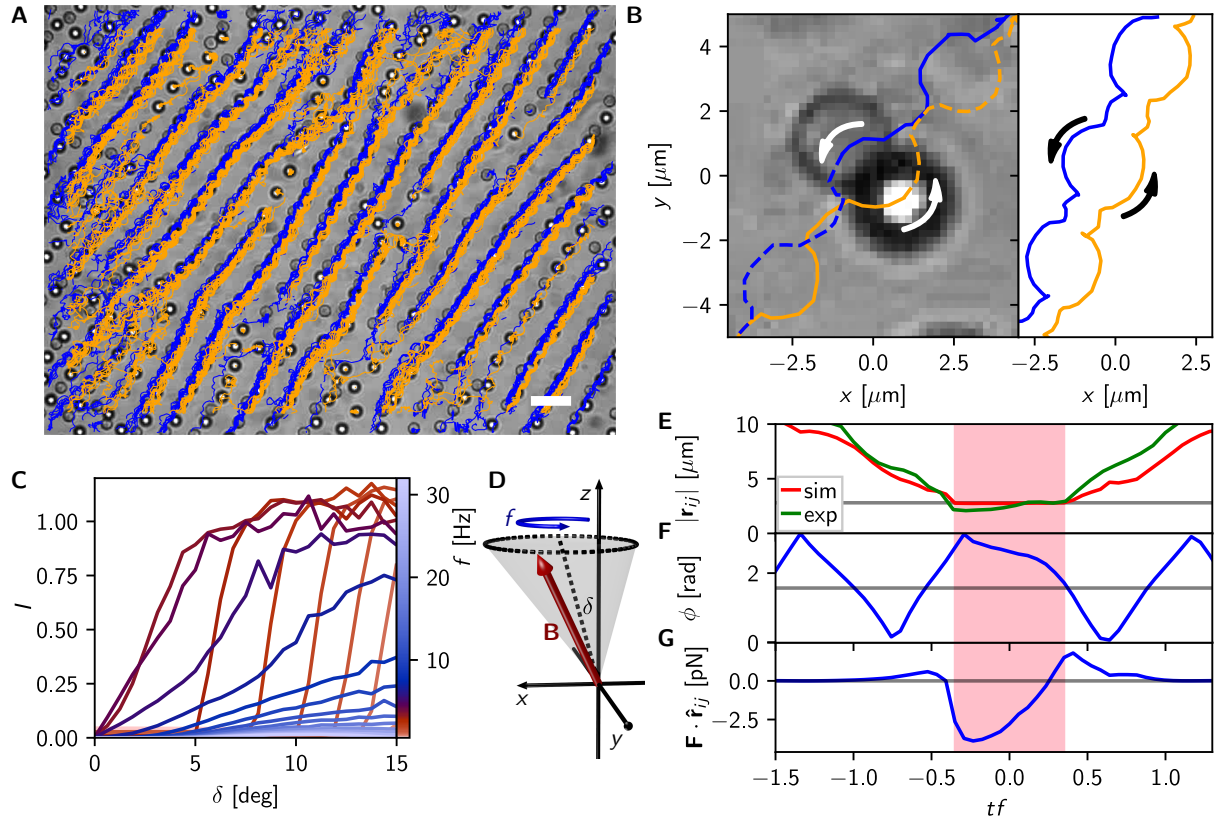 A
B
y [μm]
4
2
0
−2
−4
−2.5
0.0
2.5
x [μm]
−2.5
0.0
2.5
x [μm]
C
I
1.00
0.75
0.50
0.25
0.00
0
5
10
15
δ [deg]
f [Hz]
30
20
10
D
z
f
δ
B
x
y
E
|r_ij| [μm]
10
5
0
sim
exp
F
ϕ [rad]
2
0
G
F · r̂_ij [pN]
0.0
−2.5
−1.5
−1.0
−0.5
0.0
0.5
1.0
tf